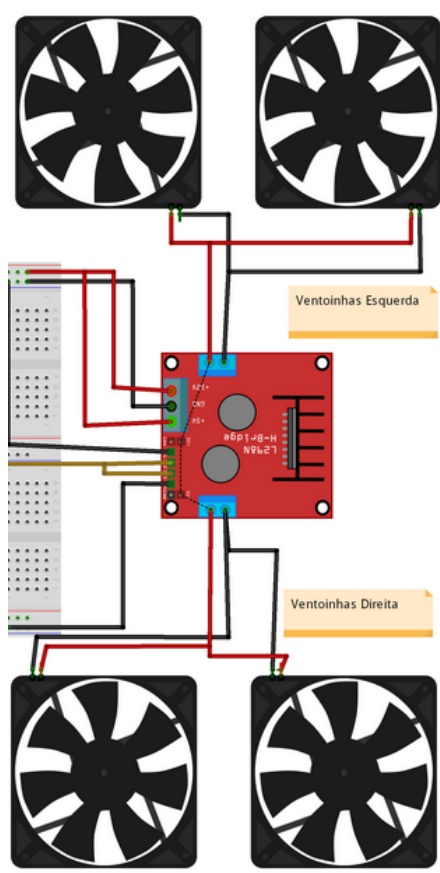 Ventoinhas Esquerda
+12V
GND
+5V
L298N
H-Bridge
Ventoinhas Direita